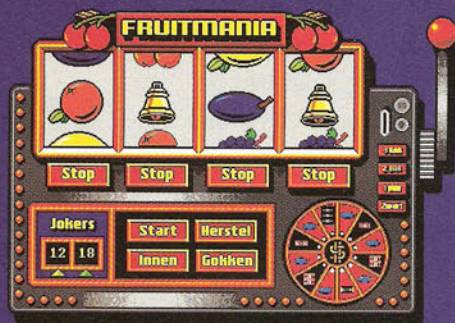 FRUITMANIA
Stop Stop Stop Stop
Jokers
12 18
Start Herstel
Innen Gokken